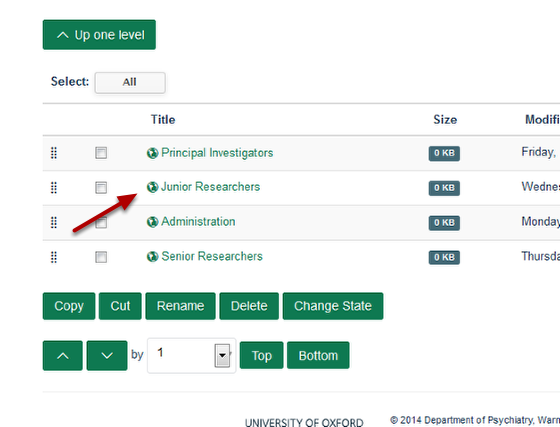 Up one level
Select: All
Title Size Modifi
Principal Investigators 0 KB Friday,
Junior Researchers 0 KB Wednes
Administration 0 KB Monday
Senior Researchers 0 KB Thursda
Copy Cut Rename Delete Change State
by 1 Top Bottom
UNIVERSITY OF OXFORD © 2014 Department of Psychiatry, Warn